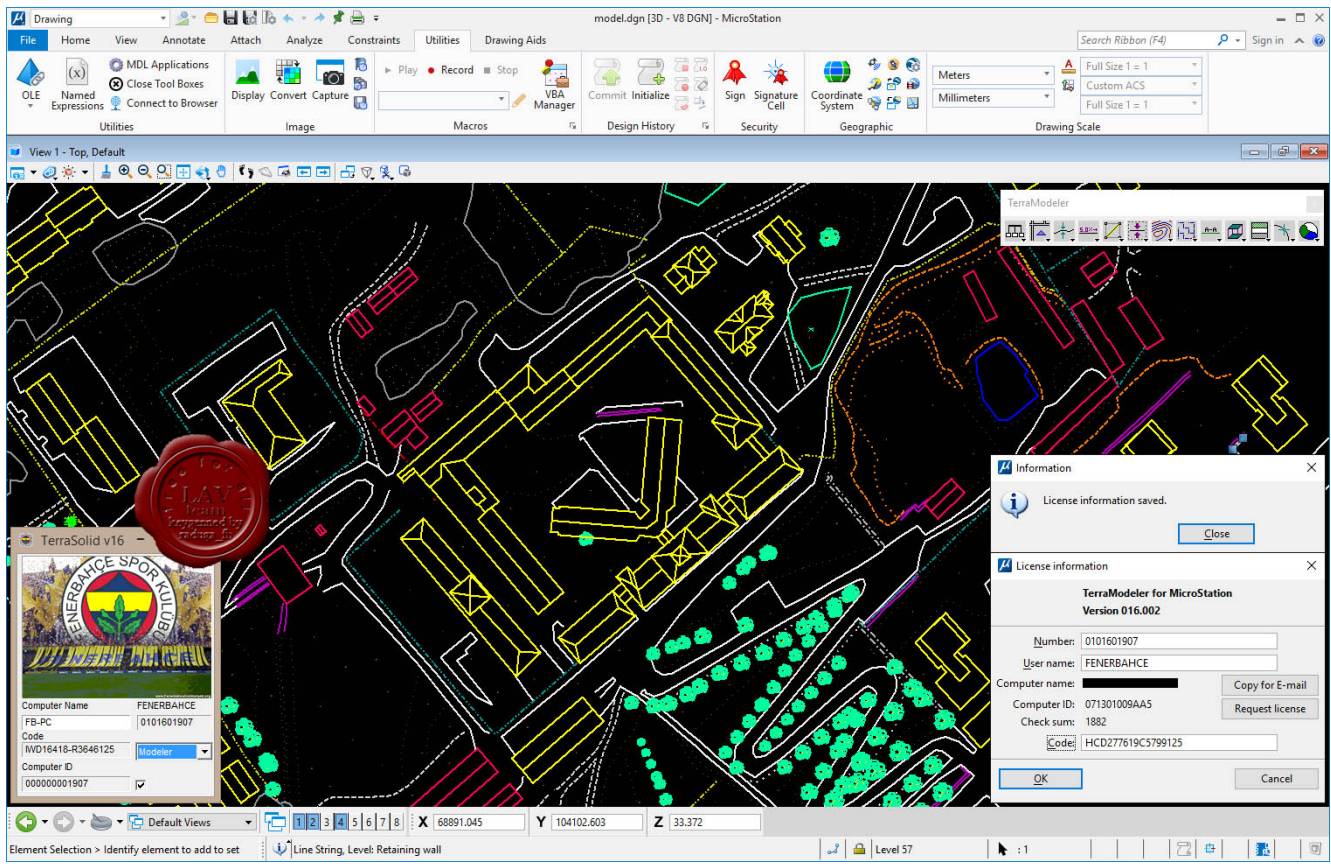 Drawing
model.dgn [3D - V8 DGN] - MicroStation
File Home View Annotate Attach Analyze Constraints Utilities Drawing Aids
Search Ribbon (F4)
Sign in
OLE
Named Expressions
MDL Applications
Close Tool Boxes
Connect to Browser
Utilities
Display Convert Capture
Image
Play Record Stop
VBA Manager
Macros
Commit Initialize
Design History
Sign Signature Cell
Security
Coordinate System
Geographic
Meters
Millimeters
Full Size 1 = 1
Custom ACS
Full Size 1 = 1
Drawing Scale
View 1 - Top, Default
TerraModeler
Information
License information saved.
Close
License information
TerraModeler for MicroStation
Version 016.002
Number: 0101601907
User name: FENERBAHCE
Computer name:
Copy for E-mail
Computer ID: 071301009AA5
Request license
Check sum: 1882
Code: HCD277619C5799125
OK Cancel
LAV
team
keygenned by
raduga_fb
TerraSolid v16
FENERBAHÇE SPOR KULÜBÜ
FENERBAHÇE
Computer Name FENERBAHCE
FB-PC 0101601907
Code
IWD16418-R3646125 Modeler
Computer ID
000000001907
Default Views
1 2 3 4 5 6 7 8
X 68891.045
Y 104102.603
Z 33.372
Element Selection > Identify element to add to set
Line String, Level: Retaining wall
Level 57
: 1